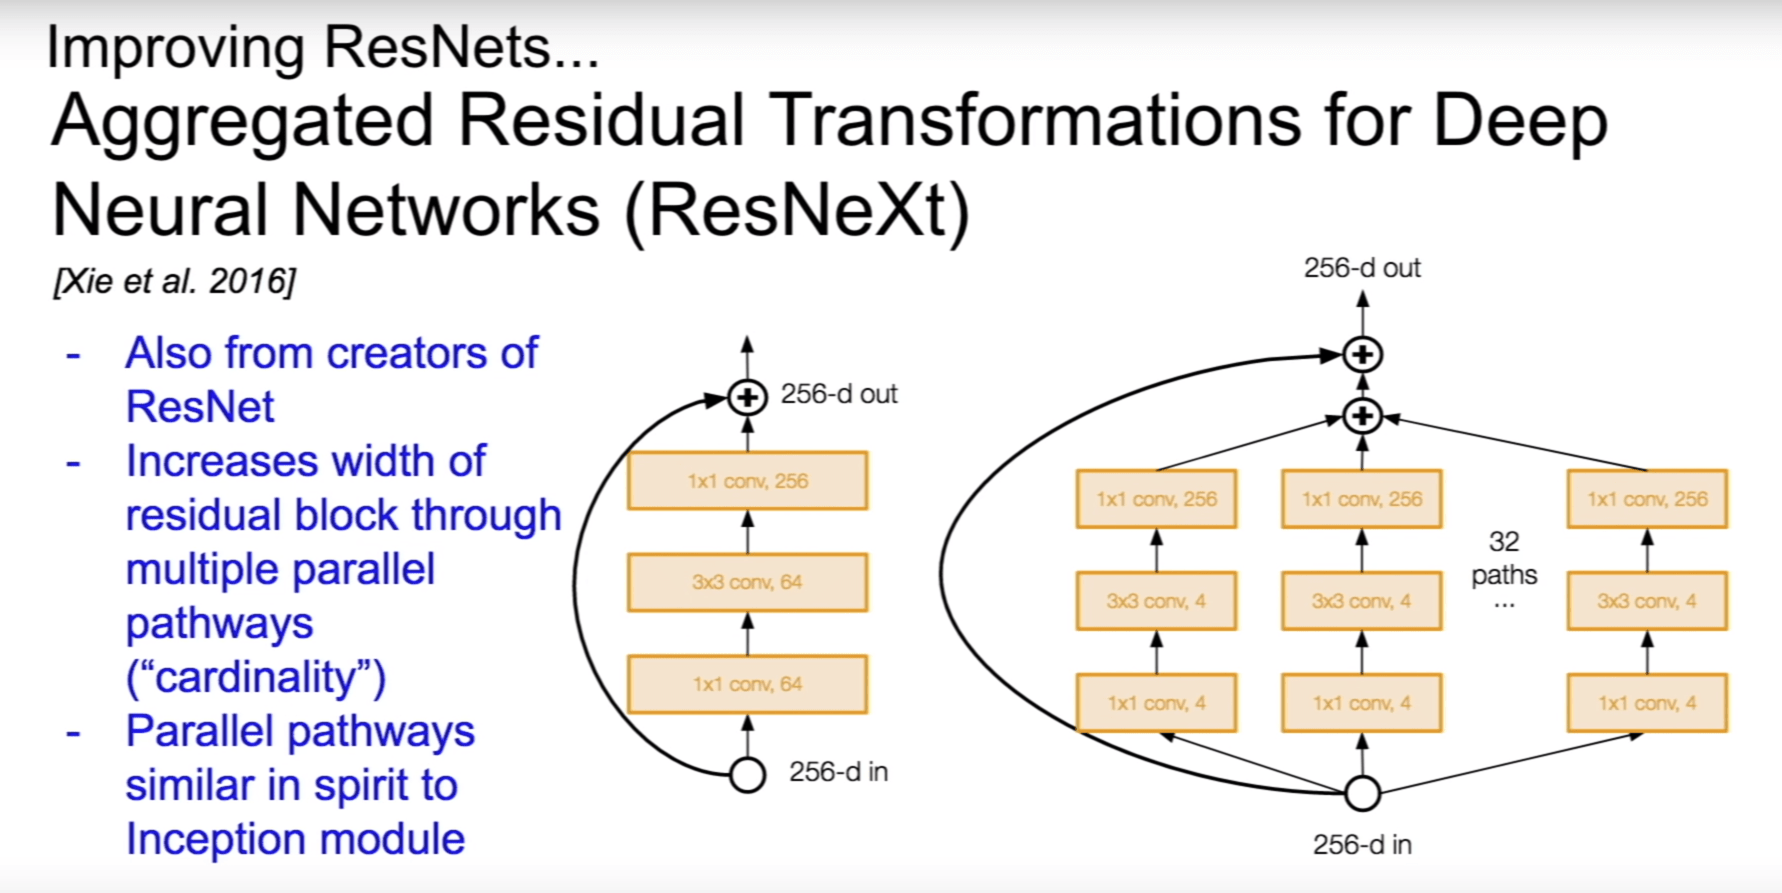 Improving ResNets...
Aggregated Residual Transformations for Deep
Neural Networks (ResNeXt)
[Xie et al. 2016]
- Also from creators of
ResNet
- Increases width of
residual block through
multiple parallel
pathways
(“cardinality”)
- Parallel pathways
similar in spirit to
Inception module
256-d out
1x1 conv, 256
3x3 conv, 64
1x1 conv, 64
256-d in
256-d out
1x1 conv, 256
1x1 conv, 256
1x1 conv, 256
32
paths
...
3x3 conv, 4
3x3 conv, 4
3x3 conv, 4
1x1 conv, 4
1x1 conv, 4
1x1 conv, 4
256-d in